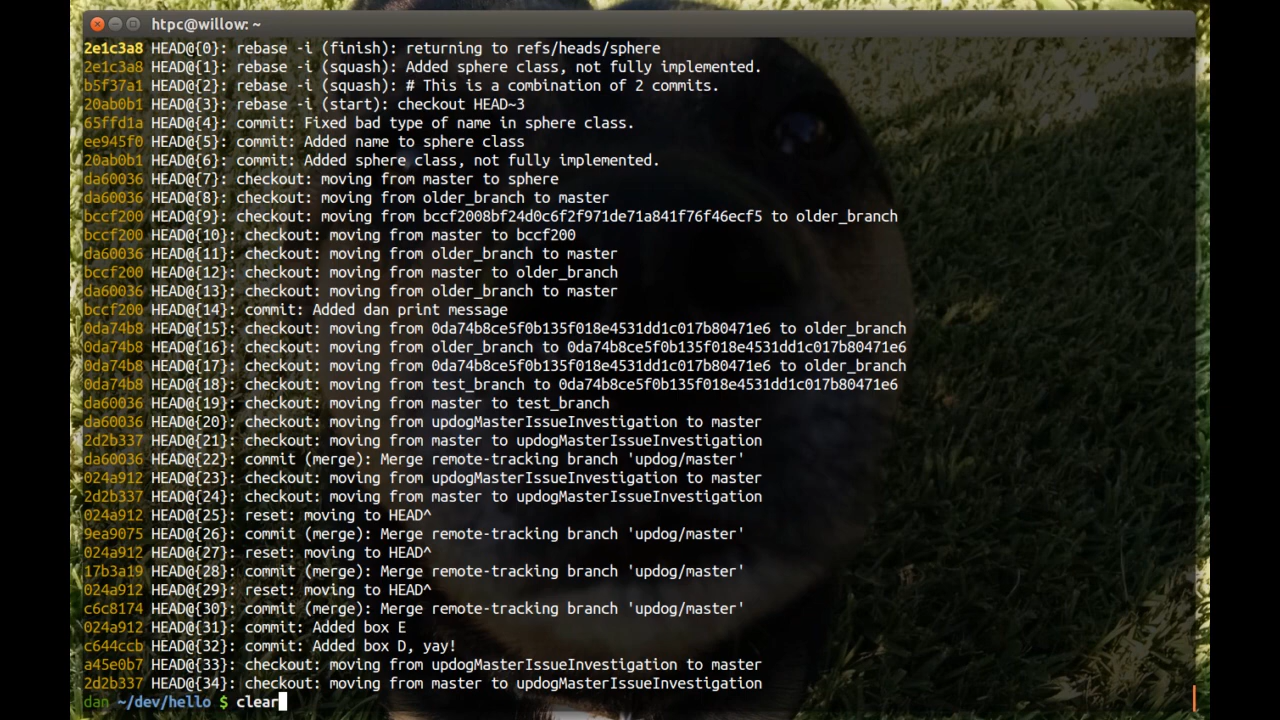 htpc@willow: ~
2e1c3a8 HEAD@{0}: rebase -i (finish): returning to refs/heads/sphere
2e1c3a8 HEAD@{1}: rebase -i (squash): Added sphere class, not fully implemented.
b5f37a1 HEAD@{2}: rebase -i (squash): # This is a combination of 2 commits.
20ab0b1 HEAD@{3}: rebase -i (start): checkout HEAD~3
65ffd1a HEAD@{4}: commit: Fixed bad type of name in sphere class.
ee945f0 HEAD@{5}: commit: Added name to sphere class
20ab0b1 HEAD@{6}: commit: Added sphere class, not fully implemented.
da60036 HEAD@{7}: checkout: moving from master to sphere
da60036 HEAD@{8}: checkout: moving from older_branch to master
bccf200 HEAD@{9}: checkout: moving from bccf2008bf24d0c6f2f971de71a841f76f46ecf5 to older_branch
bccf200 HEAD@{10}: checkout: moving from master to bccf200
da60036 HEAD@{11}: checkout: moving from older_branch to master
bccf200 HEAD@{12}: checkout: moving from master to older_branch
da60036 HEAD@{13}: checkout: moving from older_branch to master
bccf200 HEAD@{14}: commit: Added dan print message
0da74b8 HEAD@{15}: checkout: moving from 0da74b8ce5f0b135f018e4531dd1c017b80471e6 to older_branch
0da74b8 HEAD@{16}: checkout: moving from older_branch to 0da74b8ce5f0b135f018e4531dd1c017b80471e6
0da74b8 HEAD@{17}: checkout: moving from 0da74b8ce5f0b135f018e4531dd1c017b80471e6 to older_branch
0da74b8 HEAD@{18}: checkout: moving from test_branch to 0da74b8ce5f0b135f018e4531dd1c017b80471e6
da60036 HEAD@{19}: checkout: moving from master to test_branch
da60036 HEAD@{20}: checkout: moving from updogMasterIssueInvestigation to master
2d2b337 HEAD@{21}: checkout: moving from master to updogMasterIssueInvestigation
da60036 HEAD@{22}: commit (merge): Merge remote-tracking branch 'updog/master'
024a912 HEAD@{23}: checkout: moving from updogMasterIssueInvestigation to master
2d2b337 HEAD@{24}: checkout: moving from master to updogMasterIssueInvestigation
024a912 HEAD@{25}: reset: moving to HEAD^
9ea9075 HEAD@{26}: commit (merge): Merge remote-tracking branch 'updog/master'
024a912 HEAD@{27}: reset: moving to HEAD^
17b3a19 HEAD@{28}: commit (merge): Merge remote-tracking branch 'updog/master'
024a912 HEAD@{29}: reset: moving to HEAD^
c6c8174 HEAD@{30}: commit (merge): Merge remote-tracking branch 'updog/master'
024a912 HEAD@{31}: commit: Added box E
c644ccb HEAD@{32}: commit: Added box D, yay!
a45e0b7 HEAD@{33}: checkout: moving from updogMasterIssueInvestigation to master
2d2b337 HEAD@{34}: checkout: moving from master to updogMasterIssueInvestigation
dan ~/dev/hello $ clear